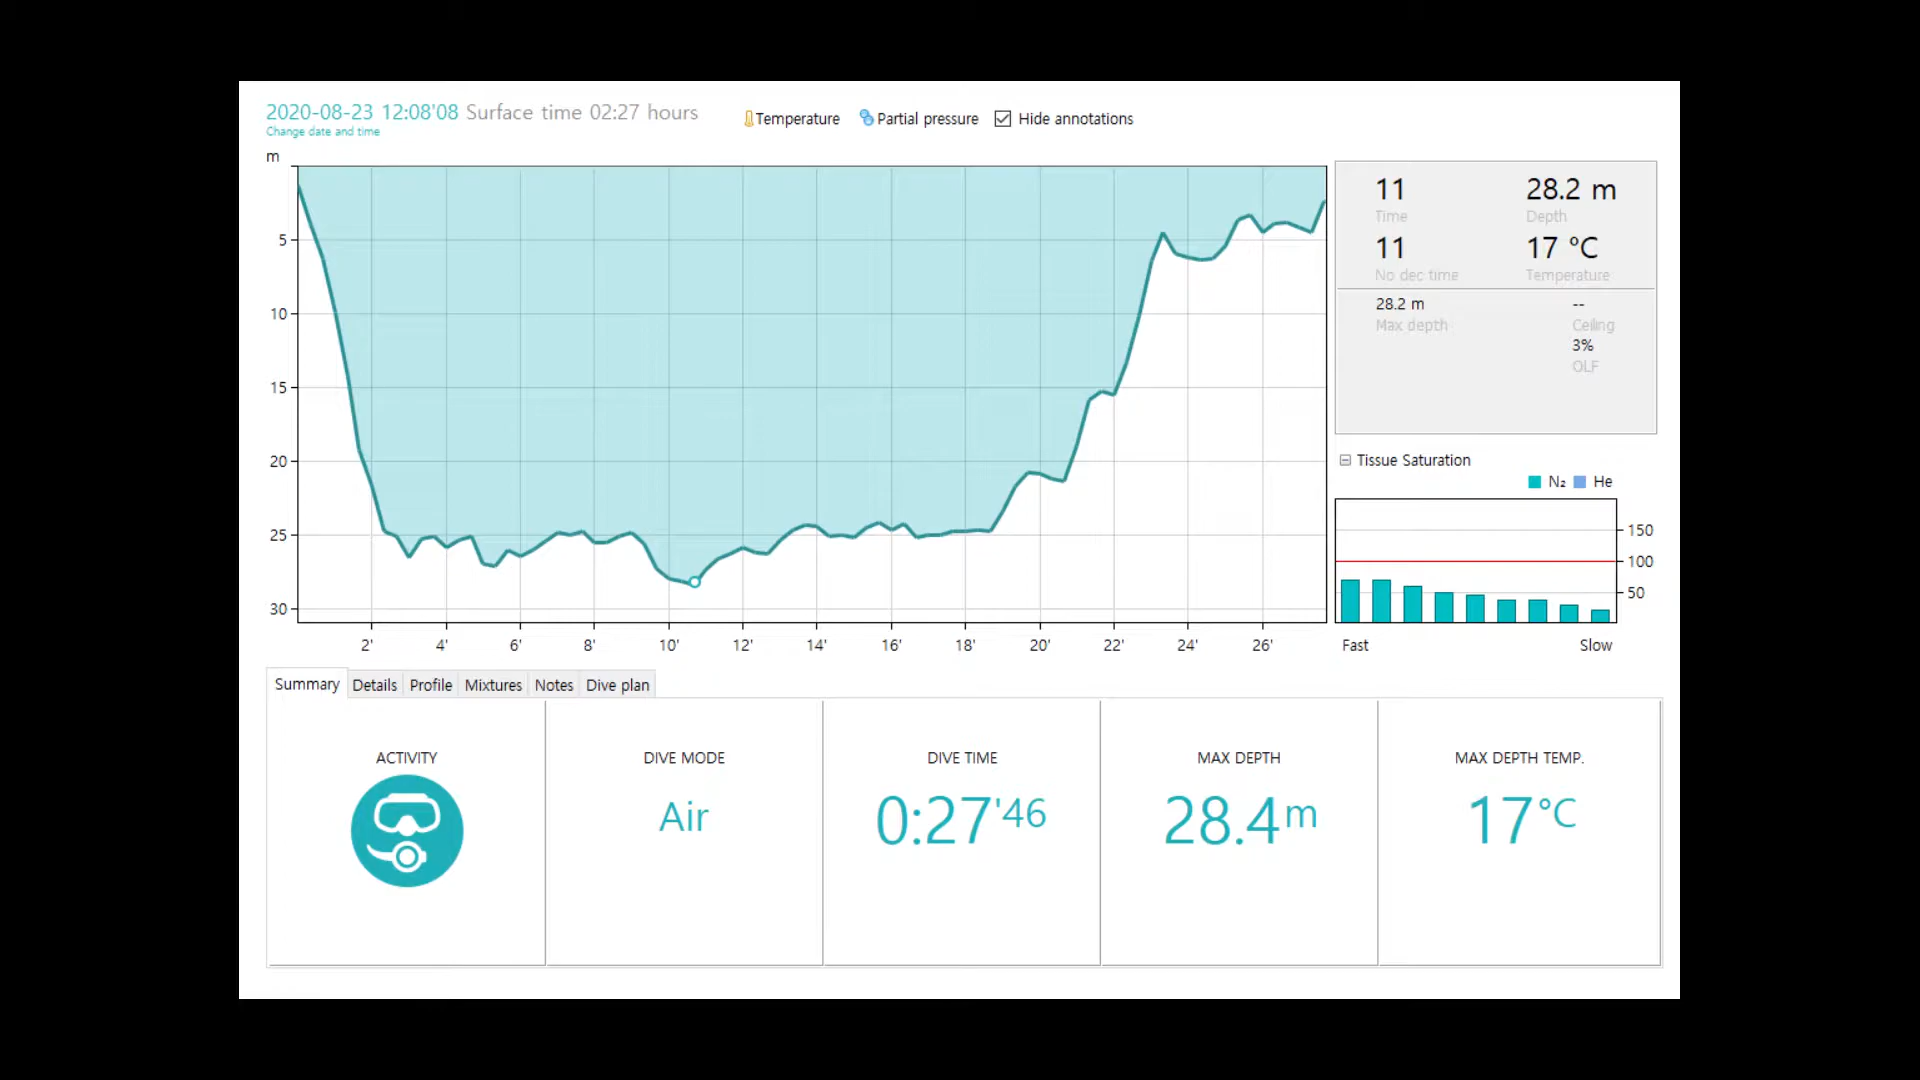 2020-08-23 12:08'08 Surface time 02:27 hours
Change date and time
Temperature Partial pressure Hide annotations
m
5
10
15
20
25
30
2' 4' 6' 8' 10' 12' 14' 16' 18' 20' 22' 24' 26'
11 28.2 m
Time Depth
11 17 °C
No dec time Temperature
28.2 m --
Max depth Ceiling
3%
OLF
Tissue Saturation
N₂ He
150
100
50
Fast Slow
Summary Details Profile Mixtures Notes Dive plan
ACTIVITY DIVE MODE DIVE TIME MAX DEPTH MAX DEPTH TEMP.
Air 0:27'46 28.4 m 17 °C